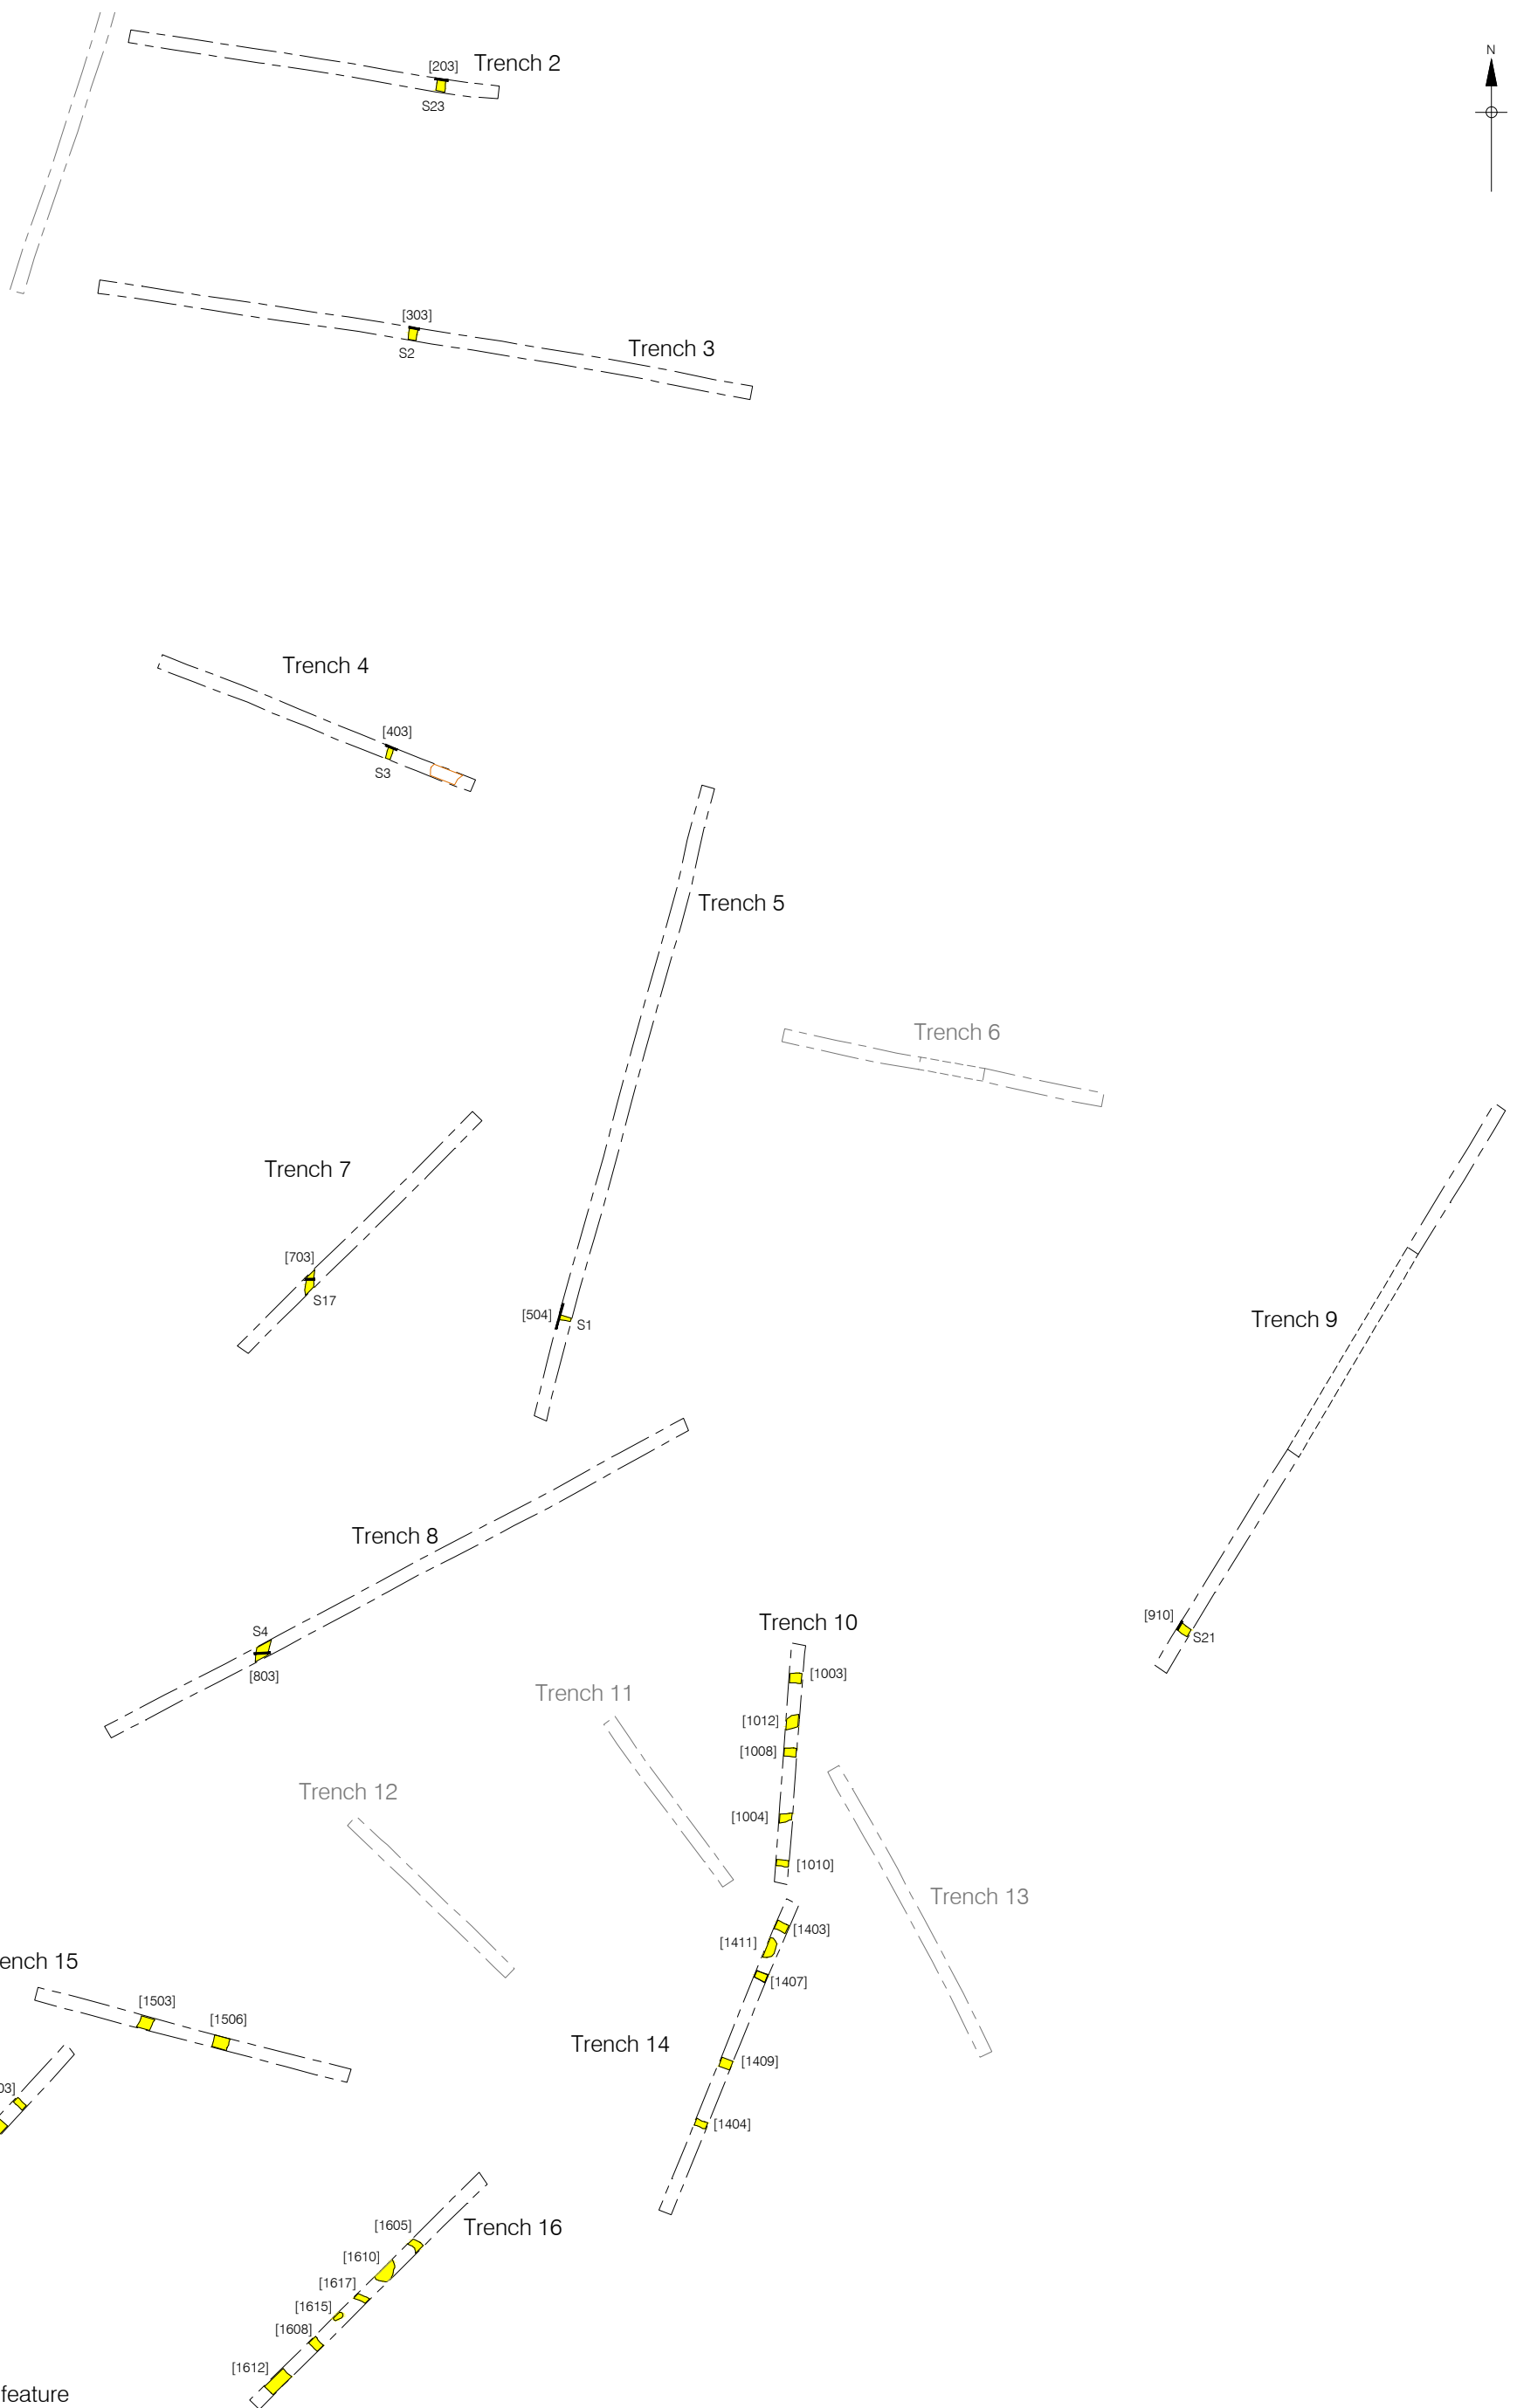 N
[203]
Trench 2
S23
[303]
S2
Trench 3
Trench 4
[403]
S3
Trench 5
Trench 6
Trench 7
[703]
S17
[504]
S1
Trench 9
Trench 8
S4
[803]
[910]
S21
Trench 10
[1003]
Trench 11
[1012]
[1008]
Trench 12
[1004]
[1010]
Trench 13
[1403]
[1411]
ench 15
[1407]
[1503]
[1506]
Trench 14
[1409]
03]
[1404]
[1605]
Trench 16
[1610]
[1617]
[1615]
[1608]
[1612]
feature